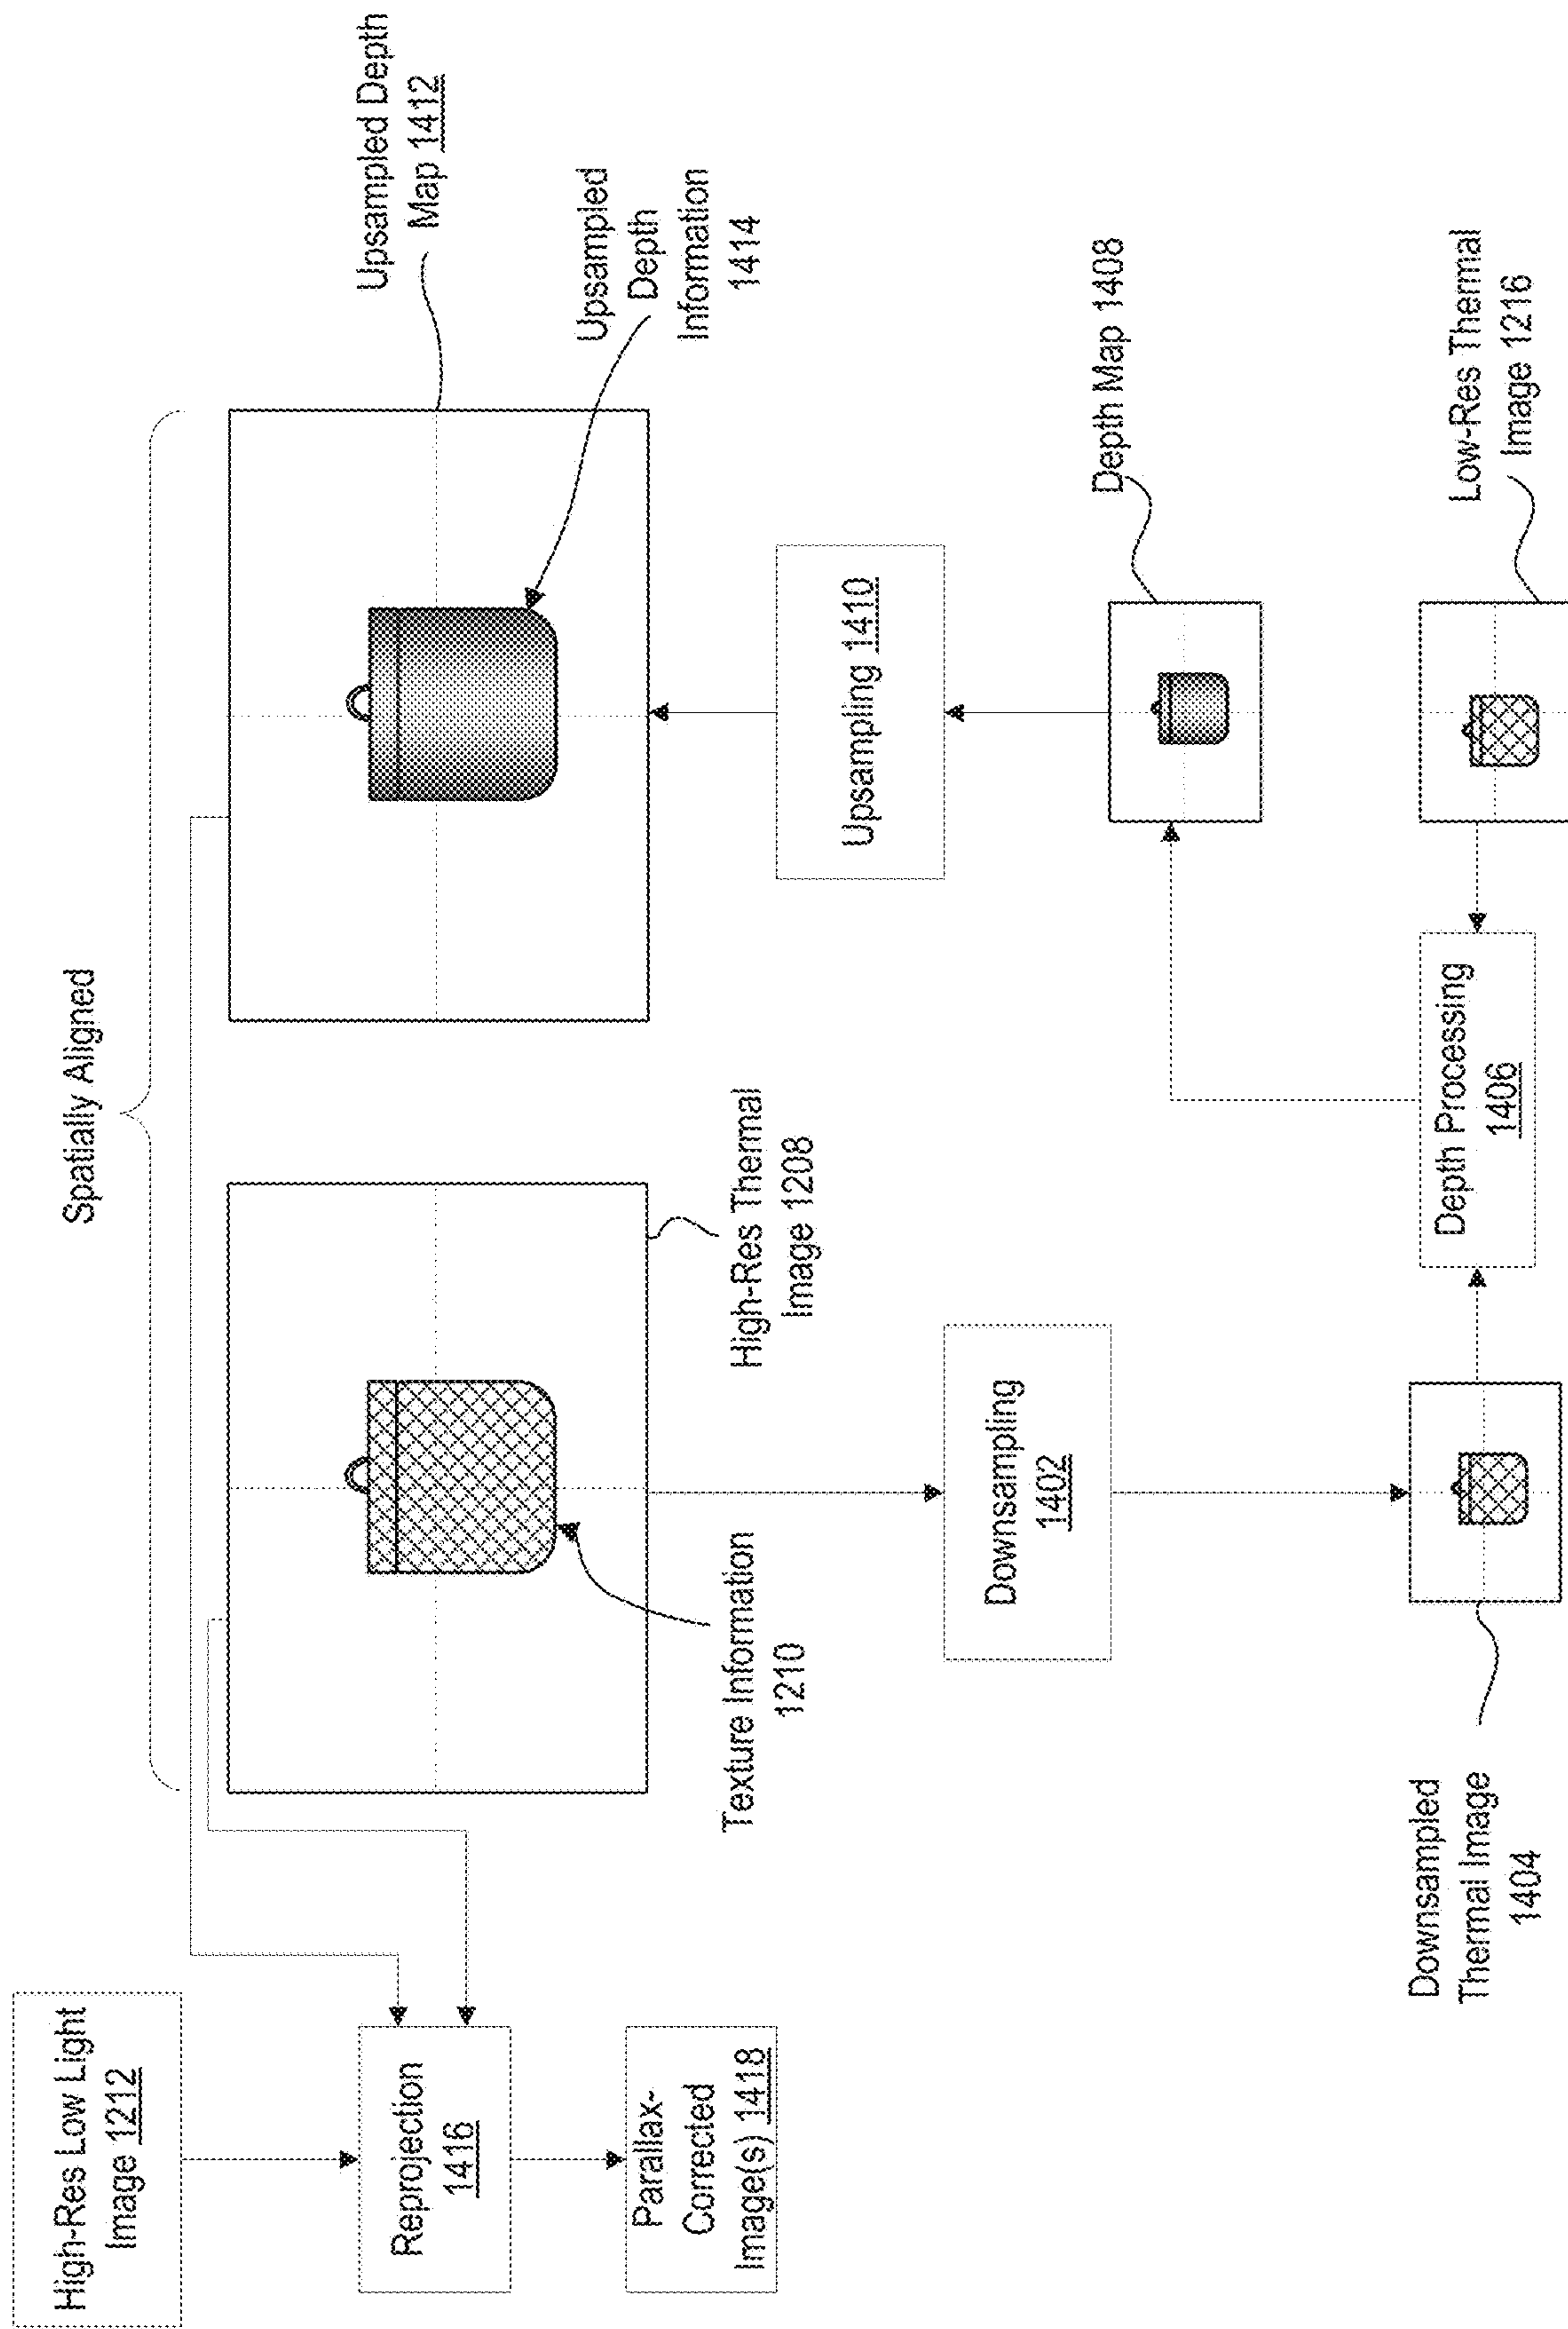 Spatially Aligned
High-Res Low Light
Image 1212
Reprojection
1416
Parallax-
Corrected
Image(s) 1418
Texture Information
1210
High-Res Thermal
Image 1208
Upsampled Depth
Map 1412
Upsampled
Depth
Information
1414
Downsampling
1402
Upsampling 1410
Depth Map 1408
Downsampled
Thermal Image
1404
Depth Processing
1406
Low-Res Thermal
Image 1216